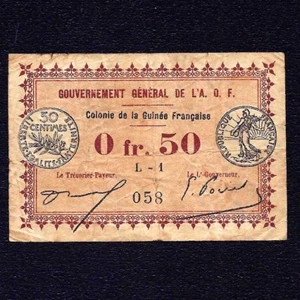 GOUVERNEMENT GÉNÉRAL DE L'A. O. F.
Colonie de la Guinée Française
50
CENTIMES
0 fr. 50
L - 1
Le Trésorier-Payeur,
Le Gouverneur,
058